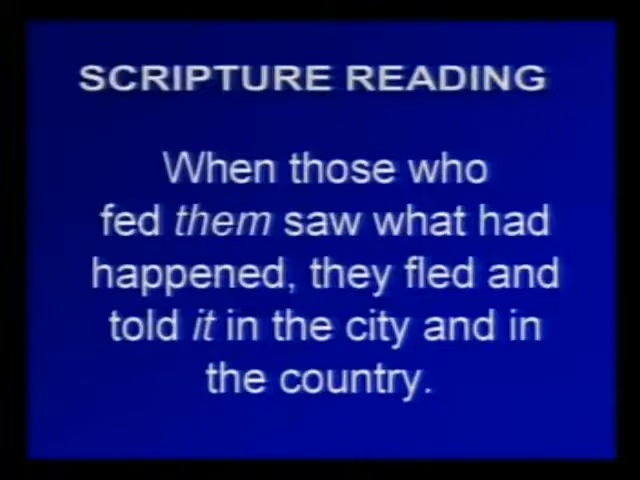 SCRIPTURE READING
When those who
fed them saw what had
happened, they fled and
told it in the city and in
the country.